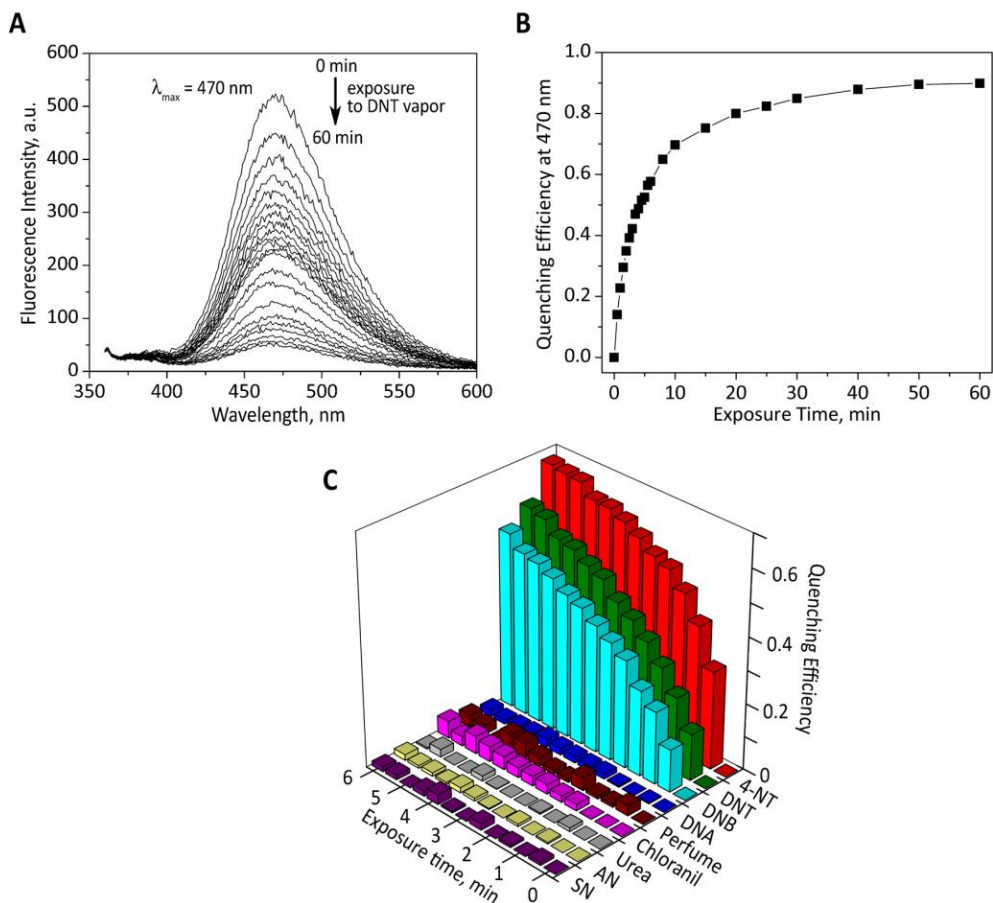 A
Fluorescence Intensity, a.u.
600
500
400
300
200
100
0
λmax = 470 nm
0 min
exposure
to DNT vapor
60 min
350 400 450 500 550 600
Wavelength, nm
B
Quenching Efficiency at 470 nm
1.0
0.8
0.6
0.4
0.2
0.0
0 10 20 30 40 50 60
Exposure Time, min
C
Quenching Efficiency
0.6
0.4
0.2
0
6
5
4
3
2
1
0
Exposure time, min
4-NT
DNT
DNB
DNA
Perfume
Chloranil
Urea
AN
SN